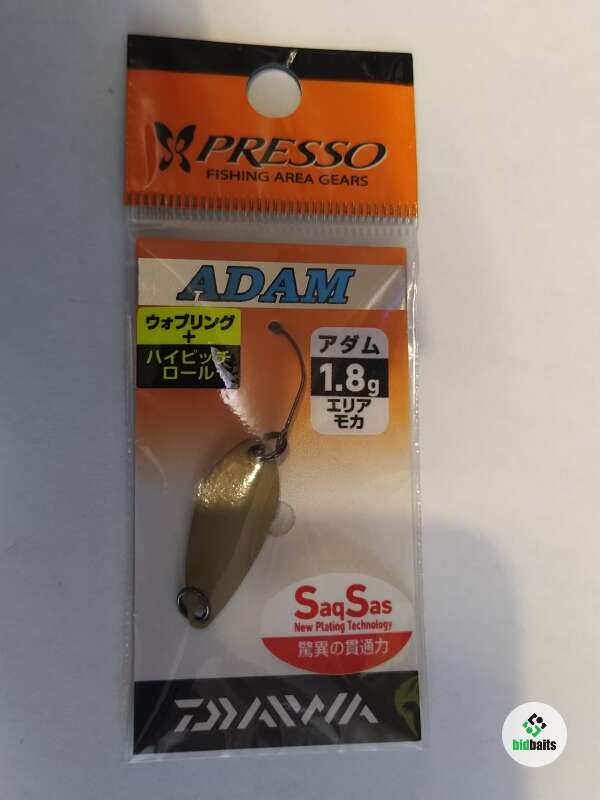 PRESSO
FISHING AREA GEARS
ADAM
ウォブリング
+
ハイピッチ
ロール
アダム
1.8g
エリア
モカ
SaqSas
New Plating Technology
驚異の貫通力
DAIWA
bidbaits